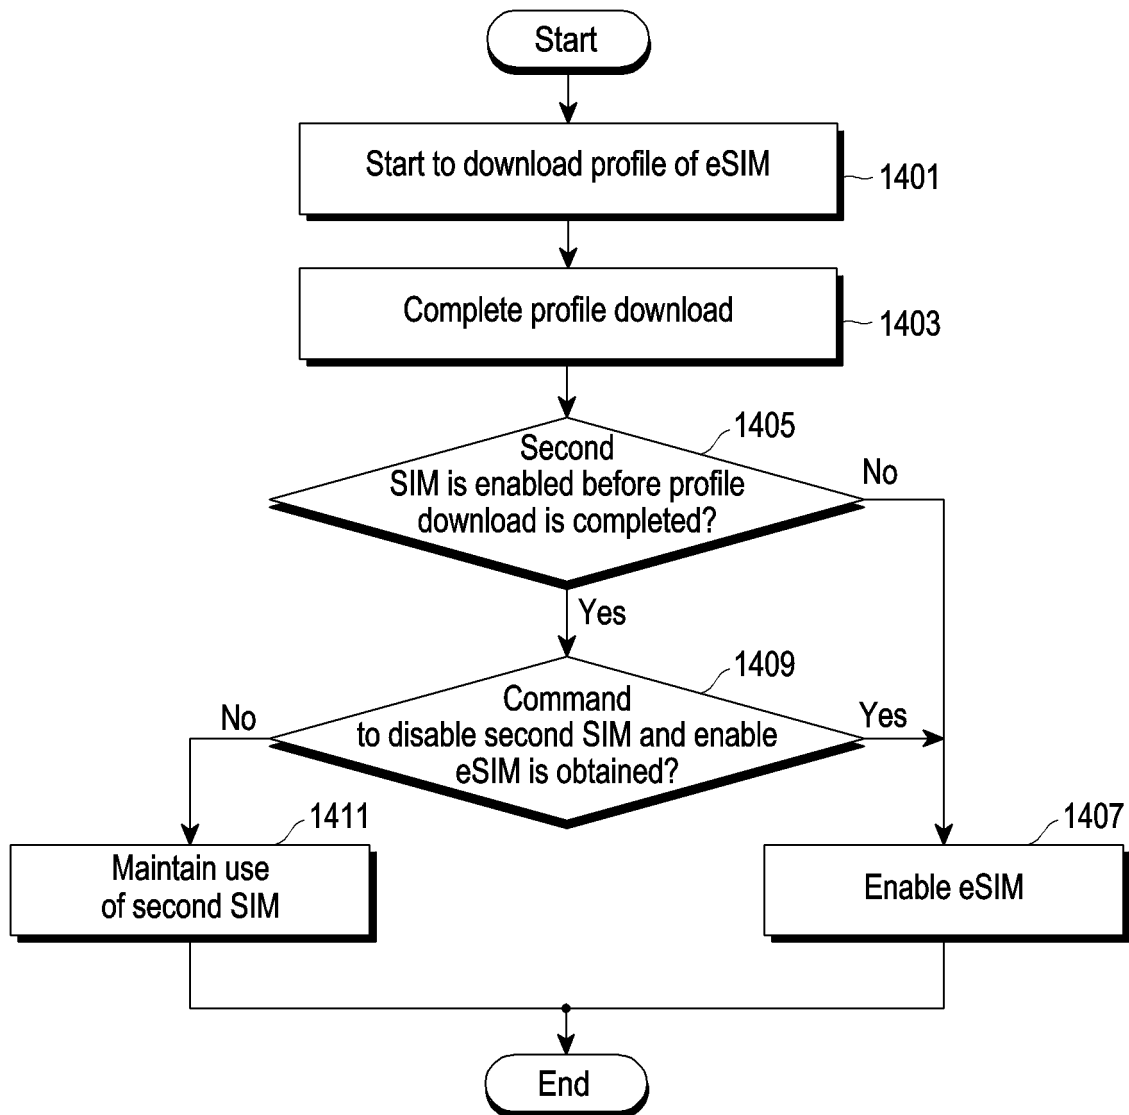 Start
Start to download profile of eSIM
1401
Complete profile download
1403
1405
Second
SIM is enabled before profile
download is completed?
No
Yes
1409
Command
to disable second SIM and enable
eSIM is obtained?
No
Yes
1411
Maintain use
of second SIM
1407
Enable eSIM
End